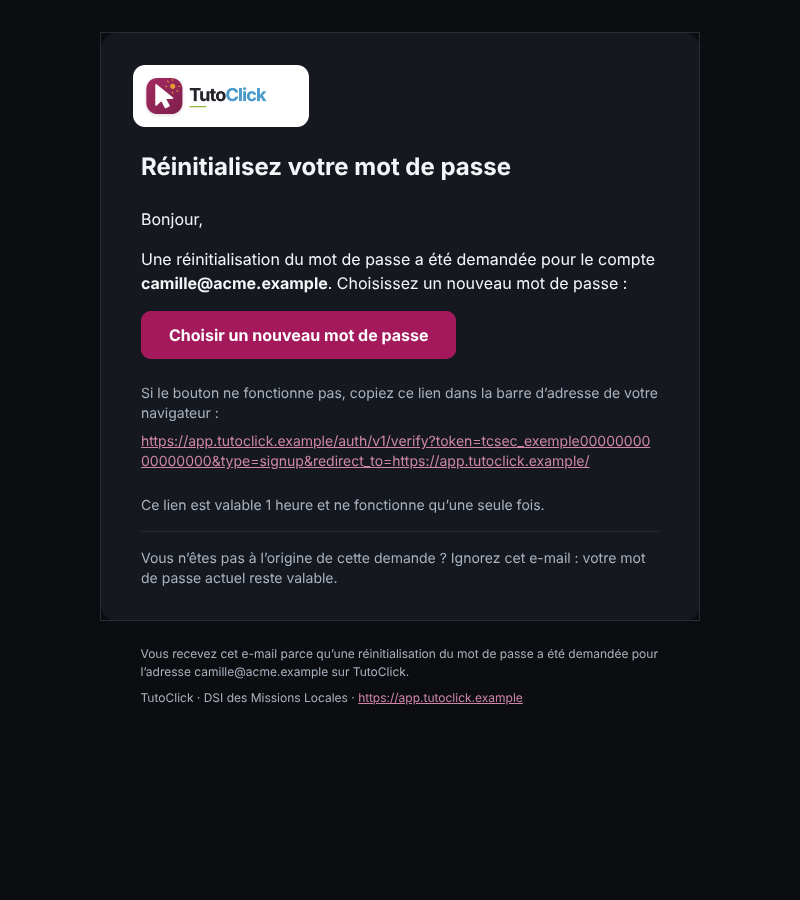 TutoClick
Réinitialisez votre mot de passe
Bonjour,
Une réinitialisation du mot de passe a été demandée pour le compte
camille@acme.example. Choisissez un nouveau mot de passe :
Choisir un nouveau mot de passe
Si le bouton ne fonctionne pas, copiez ce lien dans la barre d’adresse de votre
navigateur :
https://app.tutoclick.example/auth/v1/verify?token=tcsec_exemple00000000
00000000&type=signup&redirect_to=https://app.tutoclick.example/
Ce lien est valable 1 heure et ne fonctionne qu’une seule fois.
Vous n’êtes pas à l’origine de cette demande ? Ignorez cet e-mail : votre mot
de passe actuel reste valable.
Vous recevez cet e-mail parce qu’une réinitialisation du mot de passe a été demandée pour
l’adresse camille@acme.example sur TutoClick.
TutoClick · DSI des Missions Locales · https://app.tutoclick.example